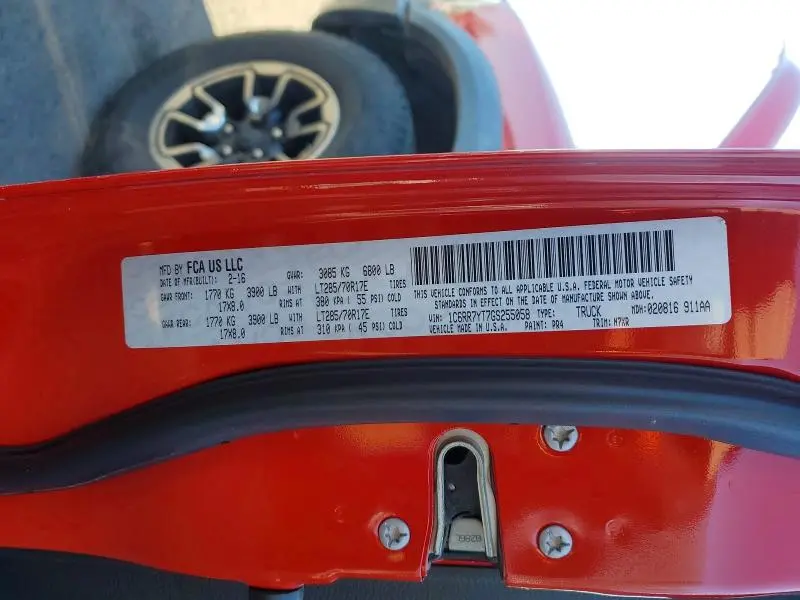 MFD BY FCA US LLC
DATE OF MFR(BUILT): 2-16 GVWR: 3085 KG 6800 LB
GAWR FRONT: 1770 KG 3900 LB WITH LT285/70R17E TIRES
17X8.0 RIMS AT 380 KPA ( 55 PSI) COLD
GAWR REAR: 1770 KG 3900 LB WITH LT285/70R17E TIRES
17X8.0 RIMS AT 310 KPA ( 45 PSI) COLD
THIS VEHICLE CONFORMS TO ALL APPLICABLE U.S.A. FEDERAL MOTOR VEHICLE SAFETY
STANDARDS IN EFFECT ON THE DATE OF MANUFACTURE SHOWN ABOVE.
VIN: 1C6RR7YT7GS255058 TYPE: TRUCK MDH:020816 911AA
VEHICLE MADE IN U.S.A. PAINT: PR4 TRIM: H7XR